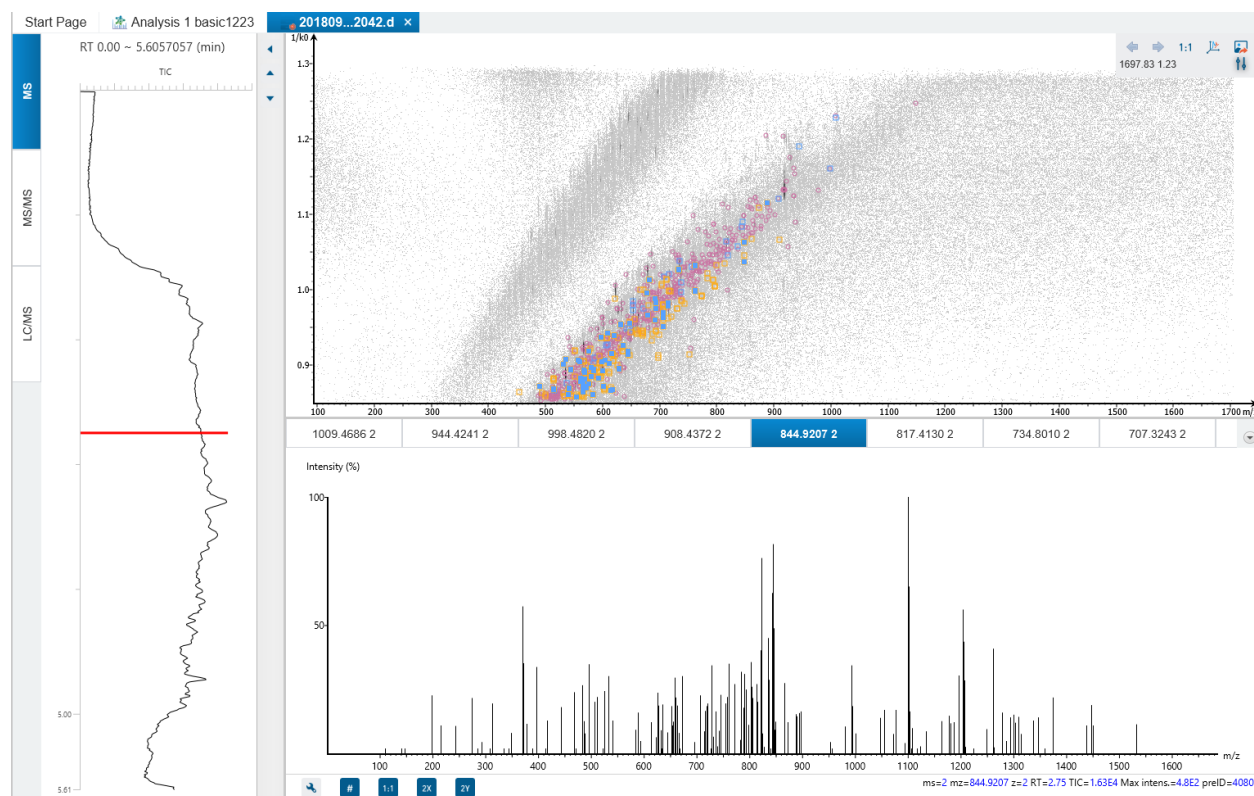 Start Page
Analysis 1 basic1223
201809...2042.d ×
MS
MS/MS
LC/MS
RT 0.00 ~ 5.6057057 (min)
TIC
5.00
5.61
1/k0
1.3
1.2
1.1
1.0
0.9
100 200 300 400 500 600 700 800 900 1000 1100 1200 1300 1400 1500 1600 1700 m/z
1:1
1697.83 1.23
1009.4686 2
944.4241 2
998.4820 2
908.4372 2
844.9207 2
817.4130 2
734.8010 2
707.3243 2
Intensity (%)
100
50
100 200 300 400 500 600 700 800 900 1000 1100 1200 1300 1400 1500 1600 m/z
# 1:1 2X 2Y
ms=2 mz=844.9207 z=2 RT=2.75 TIC=1.63E4 Max intens.=4.8E2 preID=4080